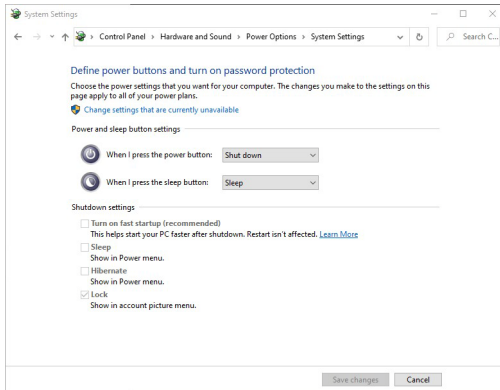 System Settings
Control Panel > Hardware and Sound > Power Options > System Settings
Search C...
Define power buttons and turn on password protection
Choose the power settings that you want for your computer. The changes you make to the settings on this
page apply to all of your power plans.
Change settings that are currently unavailable
Power and sleep button settings
When I press the power button: Shut down
When I press the sleep button: Sleep
Shutdown settings
Turn on fast startup (recommended)
This helps start your PC faster after shutdown. Restart isn't affected. Learn More
Sleep
Show in Power menu.
Hibernate
Show in Power menu.
Lock
Show in account picture menu.
Save changes Cancel